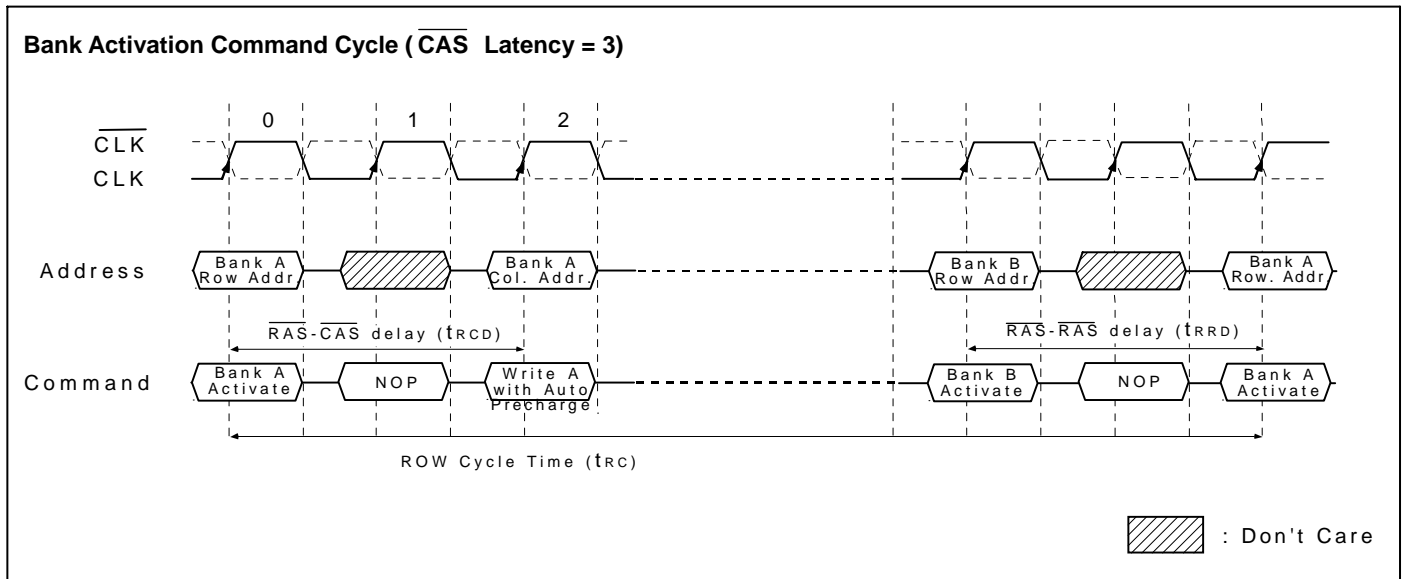 Bank Activation Command Cycle ( CAS Latency = 3)
0 1 2
CLK
CLK
Address
Bank A
Row Addr.
Bank A
Col. Addr.
Bank B
Row Addr.
Bank A
Row. Addr.
RAS-CAS delay (tRCD)
RAS-RAS delay (tRRD)
Command
Bank A
Activate
NOP
Write A
with Auto
Precharge
Bank B
Activate
NOP
Bank A
Activate
ROW Cycle Time (tRC)
: Don't Care